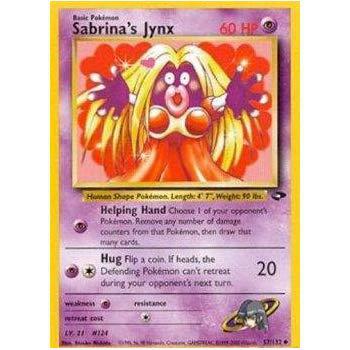 Basic Pokémon
Sabrina's Jynx
60 HP
Human Shape Pokémon. Length: 4' 7", Weight: 90 lbs.
Helping Hand Choose 1 of your opponent's
Pokémon. Remove any number of damage
counters from that Pokémon, then draw that
many cards.
Hug Flip a coin. If heads, the
Defending Pokémon can't retreat
during your opponent's next turn.
20
weakness
resistance
retreat cost
LV. 21 #124
57/132